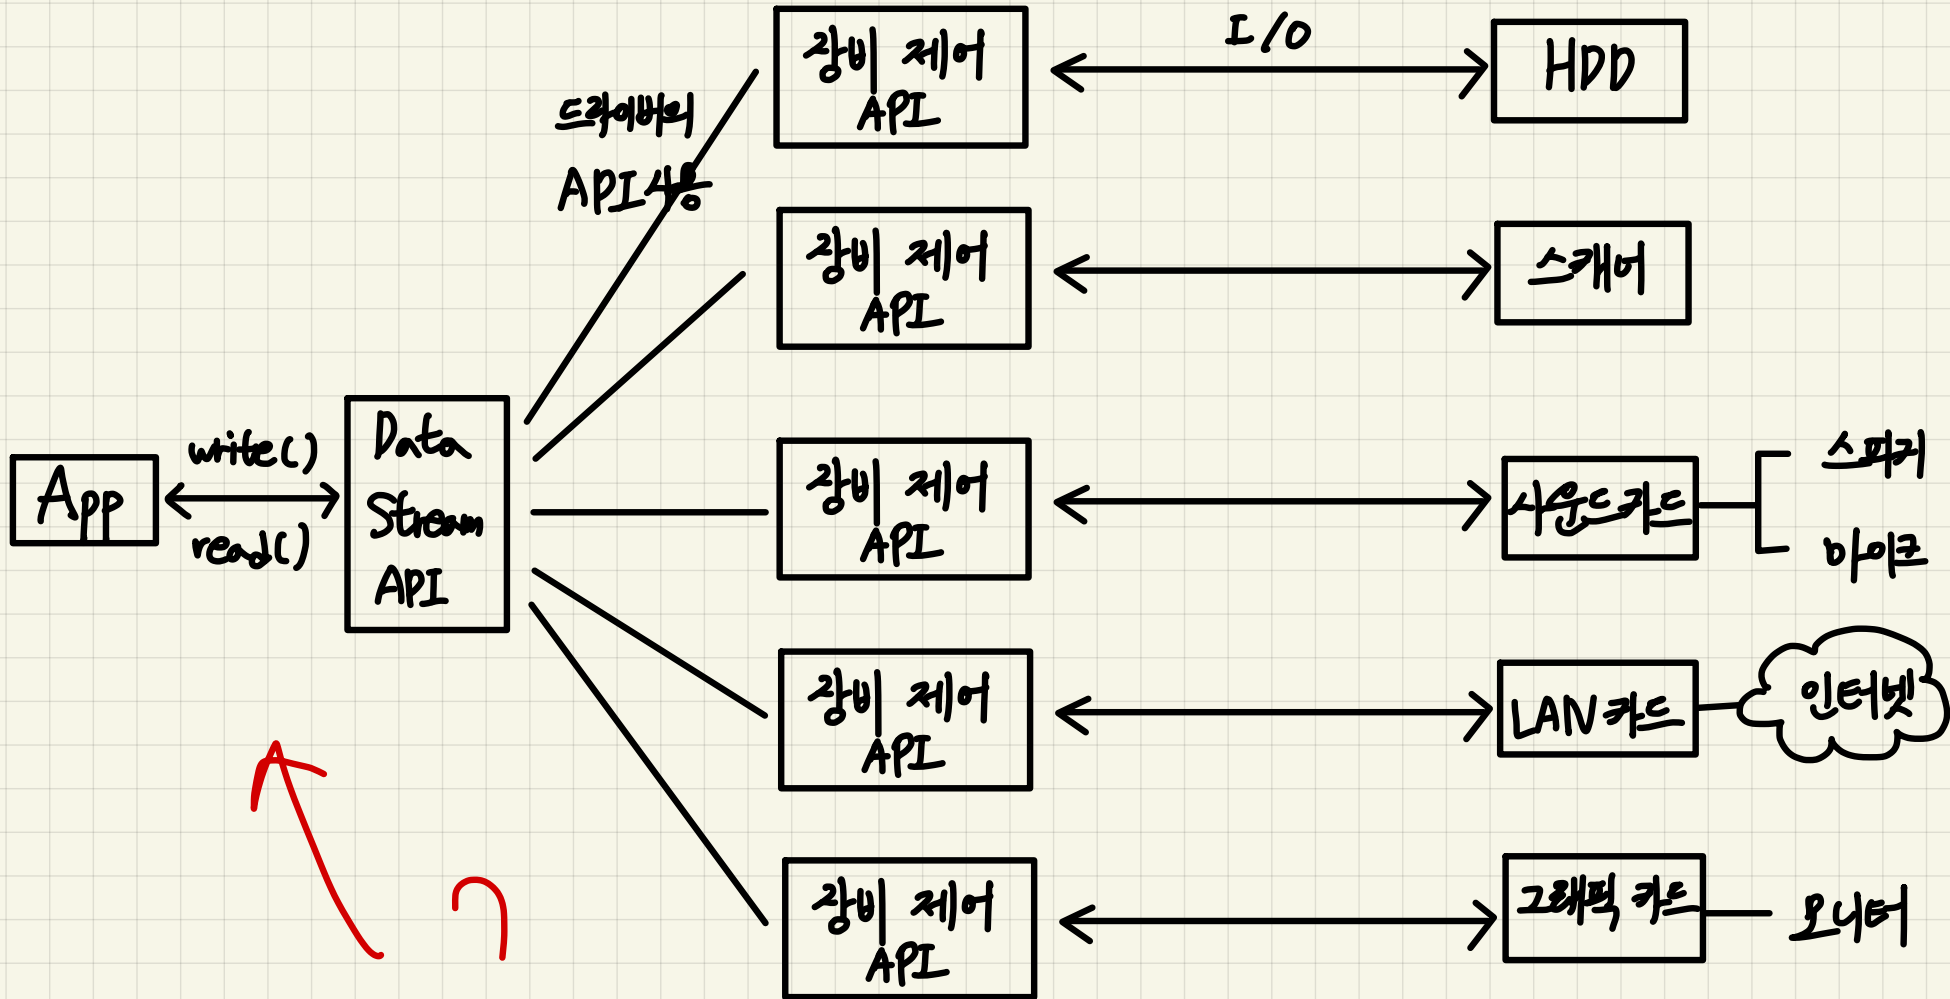 장비 제어
API
I/O
HDD
드라이버의
API 사용
장비 제어
API
스캐너
App
write()
read()
Data
Stream
API
장비 제어
API
사운드카드
스피커
마이크
장비 제어
API
LAN카드
인터넷
장비 제어
API
그래픽 카드
모니터